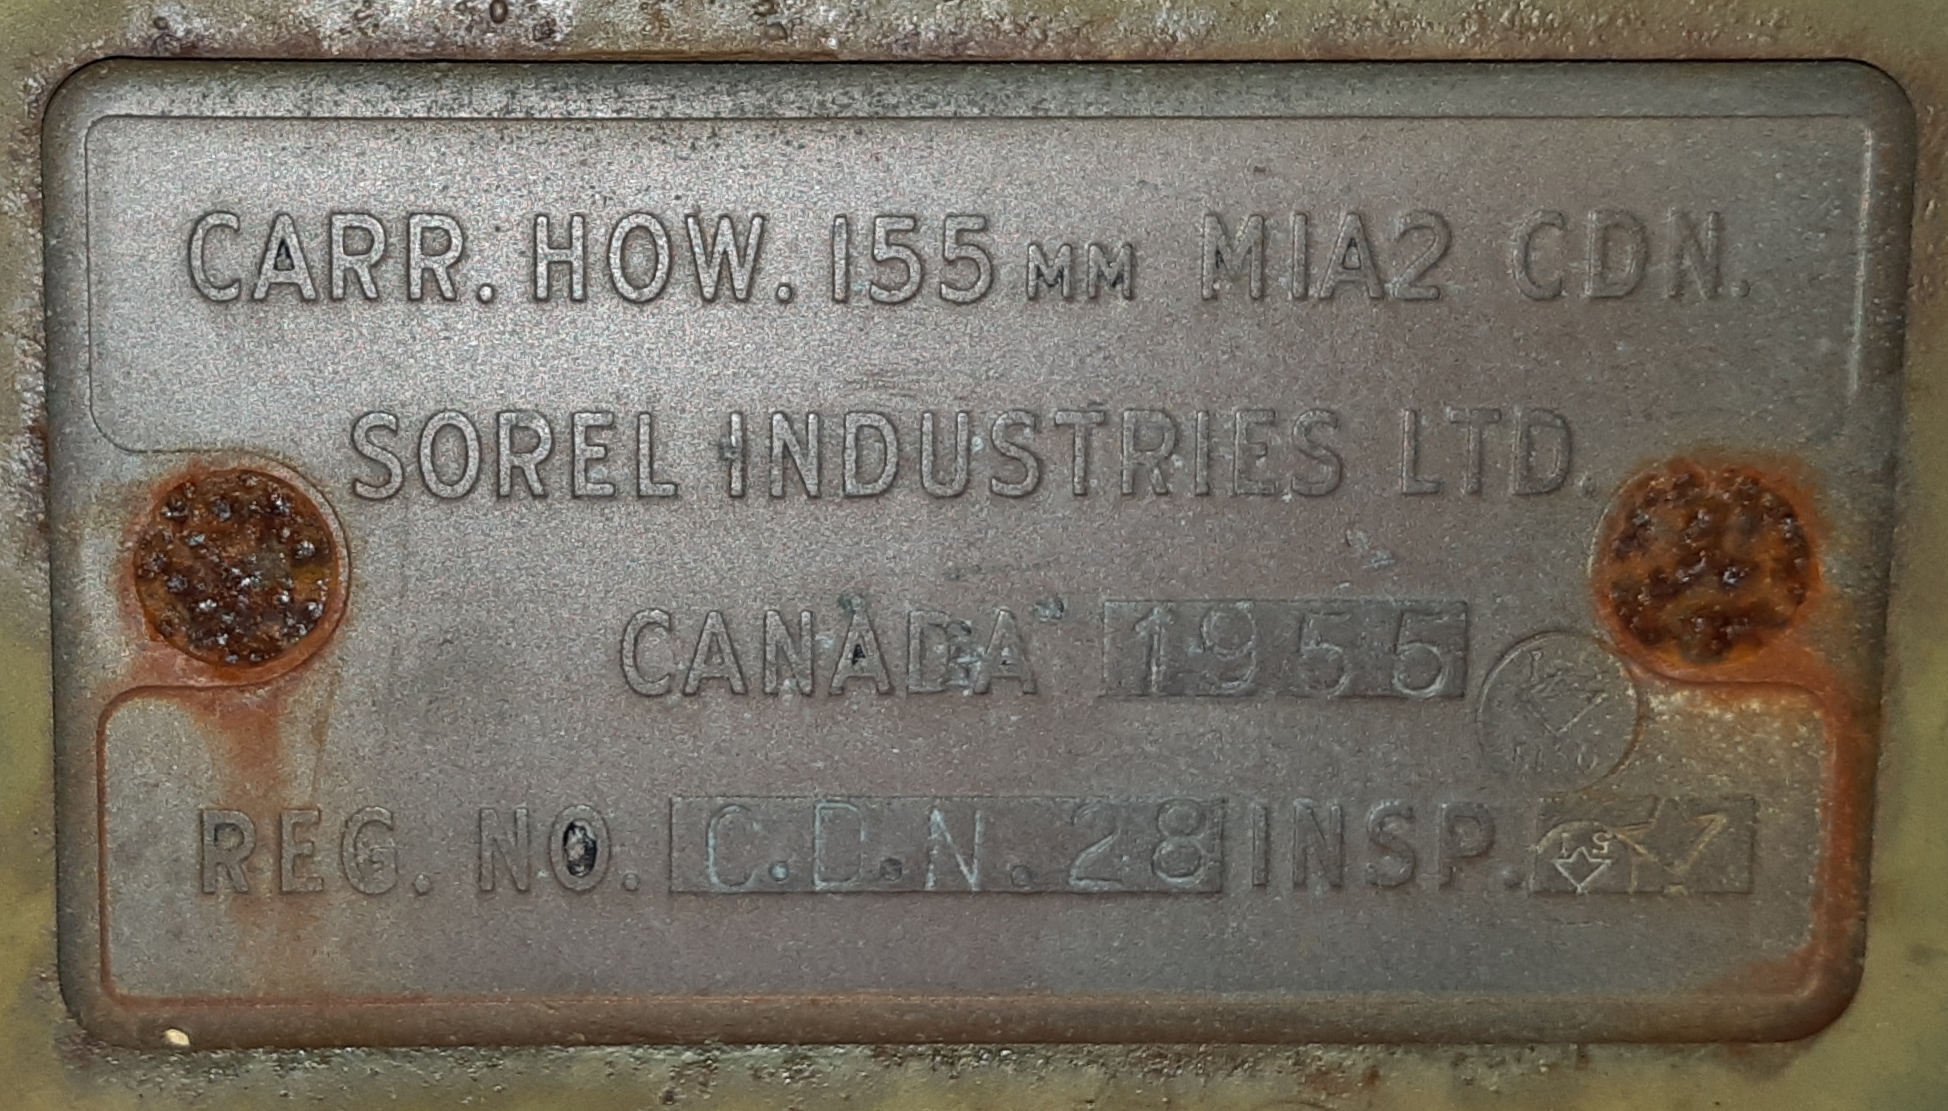 CARR. HOW. 155 MM M1A2 CDN.
SOREL INDUSTRIES LTD.
CANADA 1955
REG. NO. C.D.N. 28 INSP.